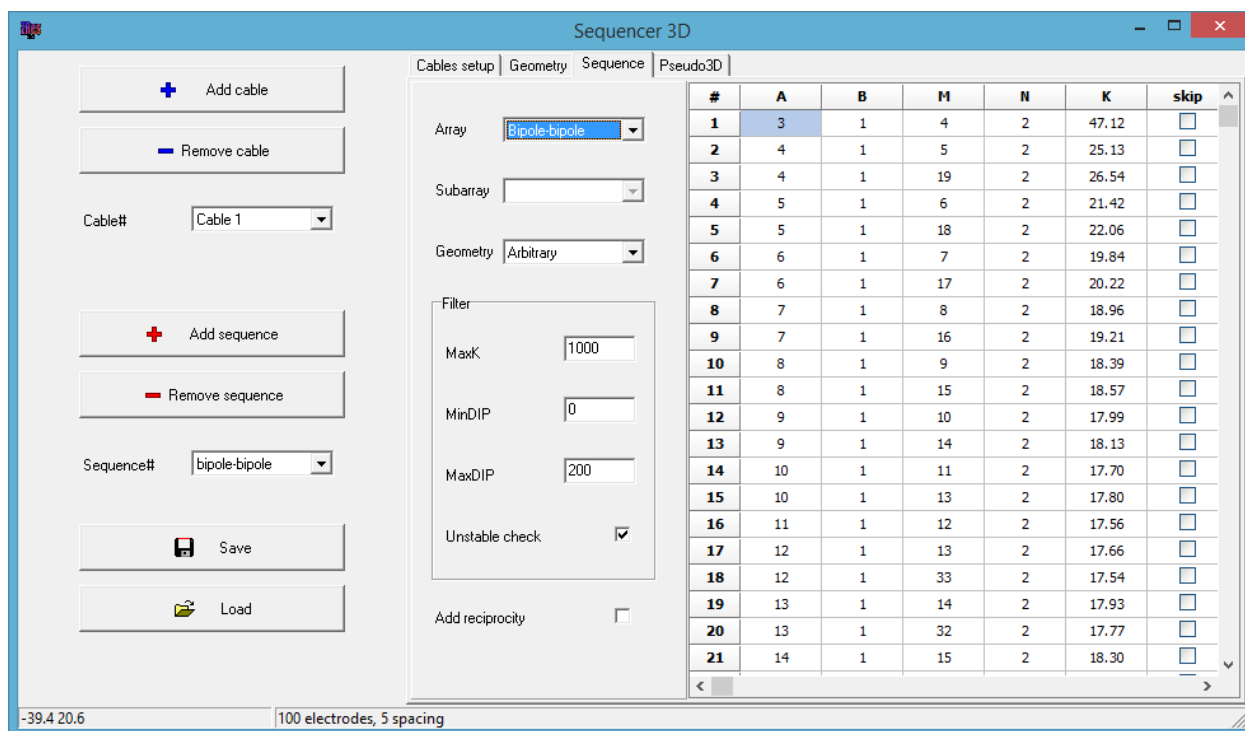 Sequencer 3D
Add cable
Remove cable
Cable# Cable 1
Add sequence
Remove sequence
Sequence# bipole-bipole
Save
Load
Cables setup Geometry Sequence Pseudo3D
Array Bipole-bipole
Subarray
Geometry Arbitrary
Filter
MaxK 1000
MinDIP 0
MaxDIP 200
Unstable check
Add reciprocity
# A B M N K skip
1 3 1 4 2 47.12
2 4 1 5 2 25.13
3 4 1 19 2 26.54
4 5 1 6 2 21.42
5 5 1 18 2 22.06
6 6 1 7 2 19.84
7 6 1 17 2 20.22
8 7 1 8 2 18.96
9 7 1 16 2 19.21
10 8 1 9 2 18.39
11 8 1 15 2 18.57
12 9 1 10 2 17.99
13 9 1 14 2 18.13
14 10 1 11 2 17.70
15 10 1 13 2 17.80
16 11 1 12 2 17.56
17 12 1 13 2 17.66
18 12 1 33 2 17.54
19 13 1 14 2 17.93
20 13 1 32 2 17.77
21 14 1 15 2 18.30
-39.4 20.6 100 electrodes, 5 spacing